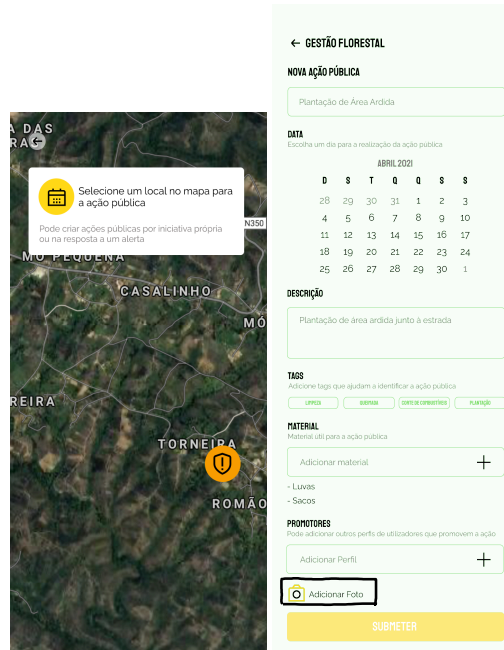 A DAS
RA
Selecione um local no mapa para
a ação pública
Pode criar ações públicas por iniciativa própria
ou na resposta a um alerta
N350
MÓ PEQUENA
CASALINHO
MÓ
REIRA
TORNEIRA
ROMÃO
GESTÃO FLORESTAL
NOVA AÇÃO PÚBLICA
Plantação de Área Ardida
DATA
Escolha um dia para a realização da ação pública
ABRIL 2021
D S T Q Q S S
28 29 30 31 1 2 3
4 5 6 7 8 9 10
11 12 13 14 15 16 17
18 19 20 21 22 23 24
25 26 27 28 29 30 1
DESCRIÇÃO
Plantação de área ardida junto à estrada
TAGS
Adicione tags que ajudam a identificar a ação pública
LIMPEZA QUEIMADA CORTE DE COMBUSTÍVEIS PLANTAÇÃO
MATERIAL
Material útil para a ação pública
Adicionar material
- Luvas
- Sacos
PROMOTORES
Pode adicionar outros perfis de utilizadores que promovem a ação
Adicionar Perfil
Adicionar Foto
SUBMETER